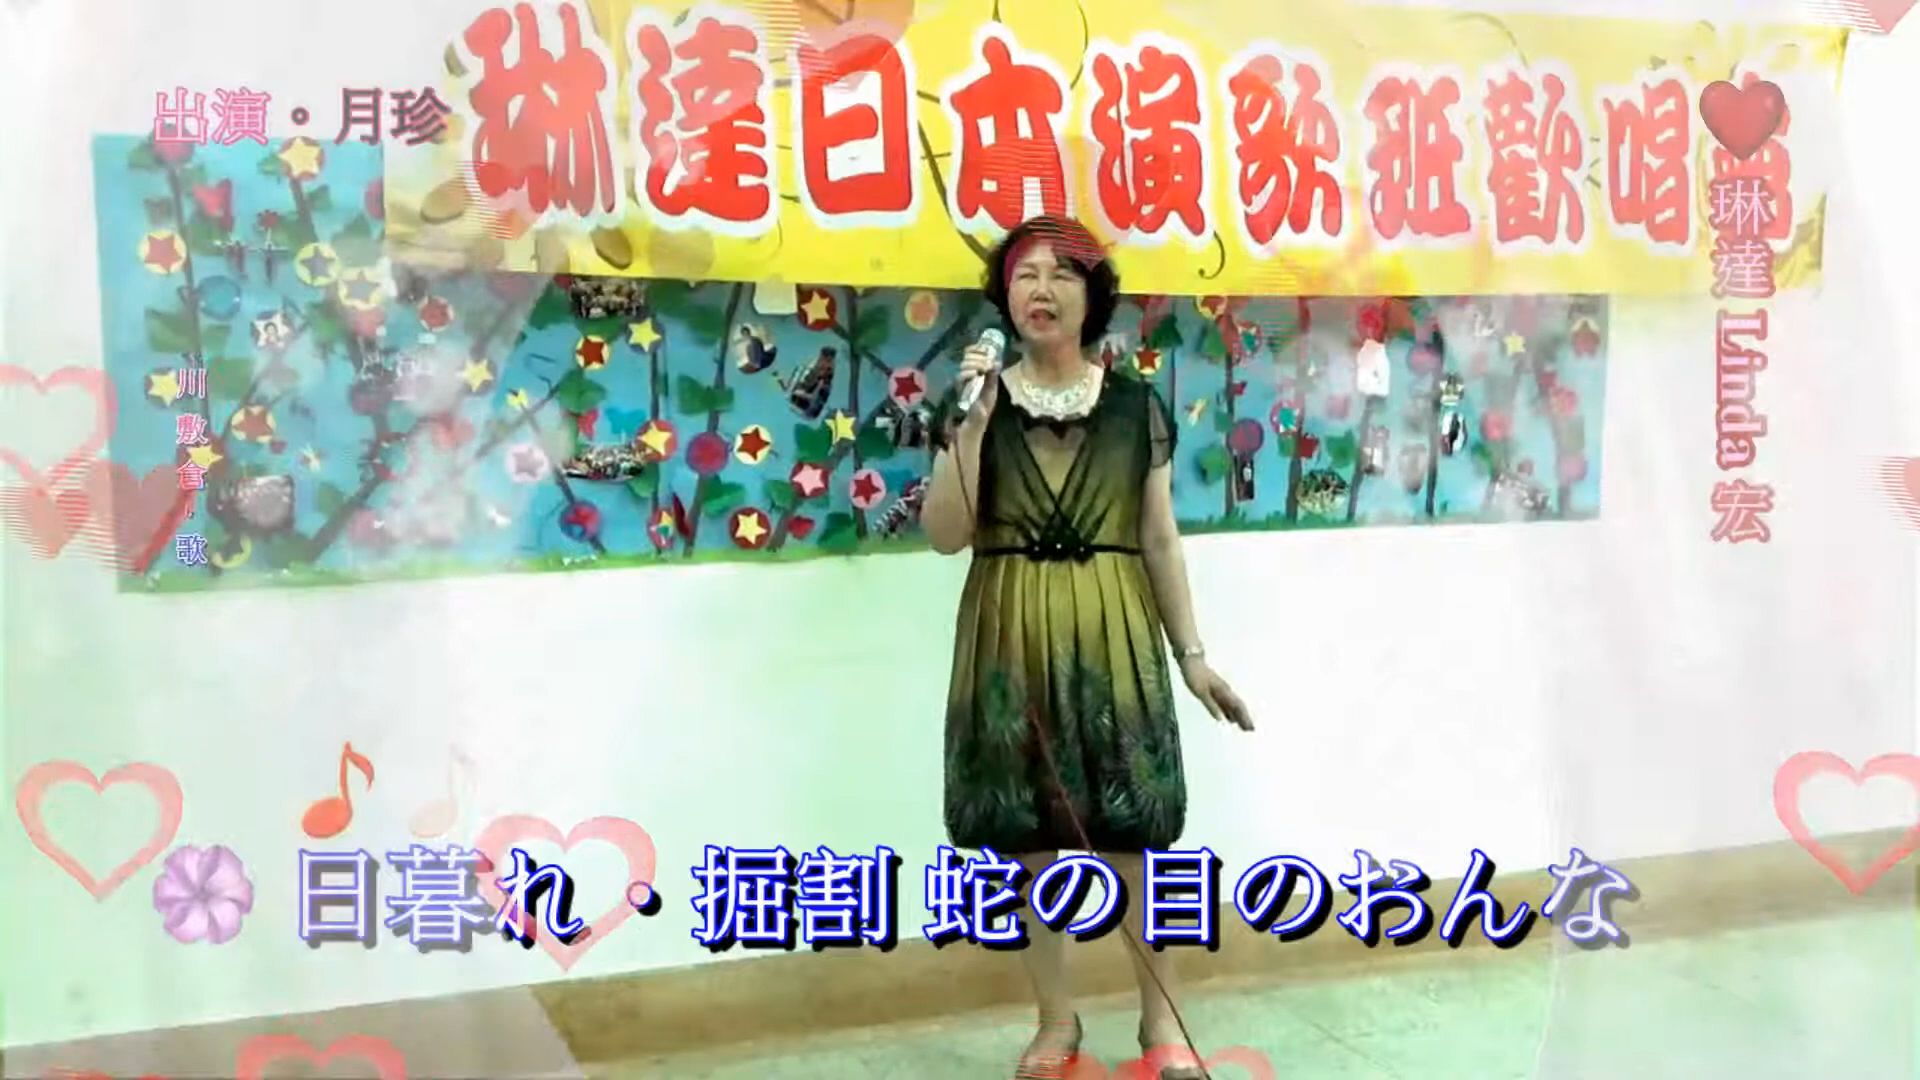 琳達日本演歌班歡唱會
出演・月珍
琳達 Linda 宏
川敷倉・歌
日暮れ・掘割 蛇の目のおんな